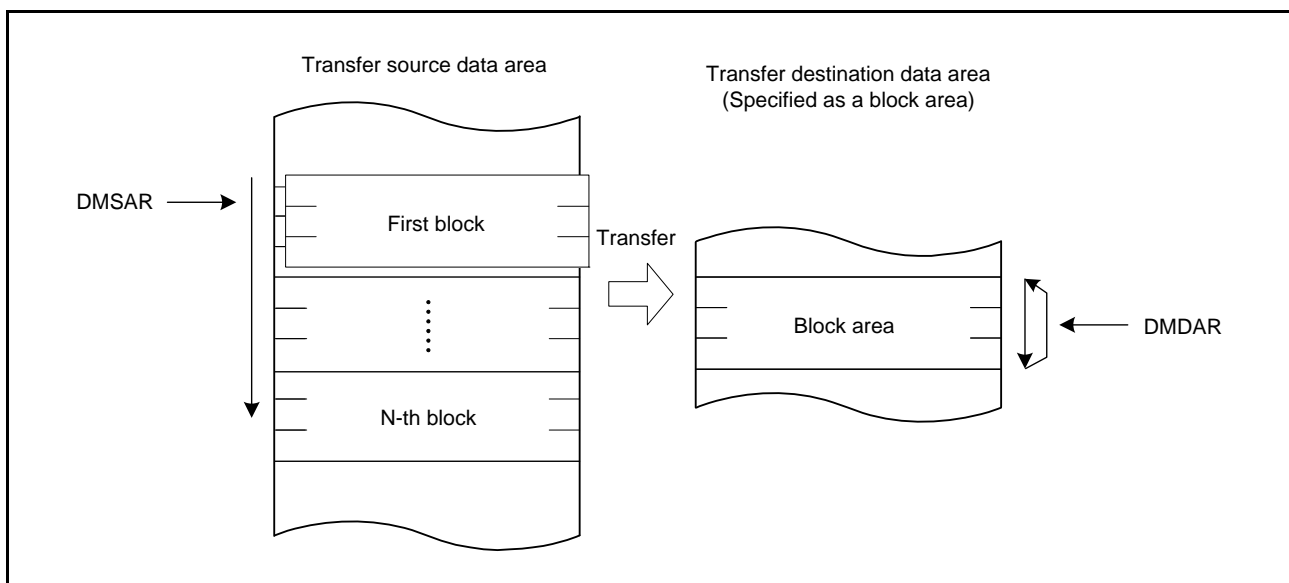 Transfer source data area
Transfer destination data area
(Specified as a block area)
DMSAR
First block
Transfer
Block area
DMDAR
N-th block